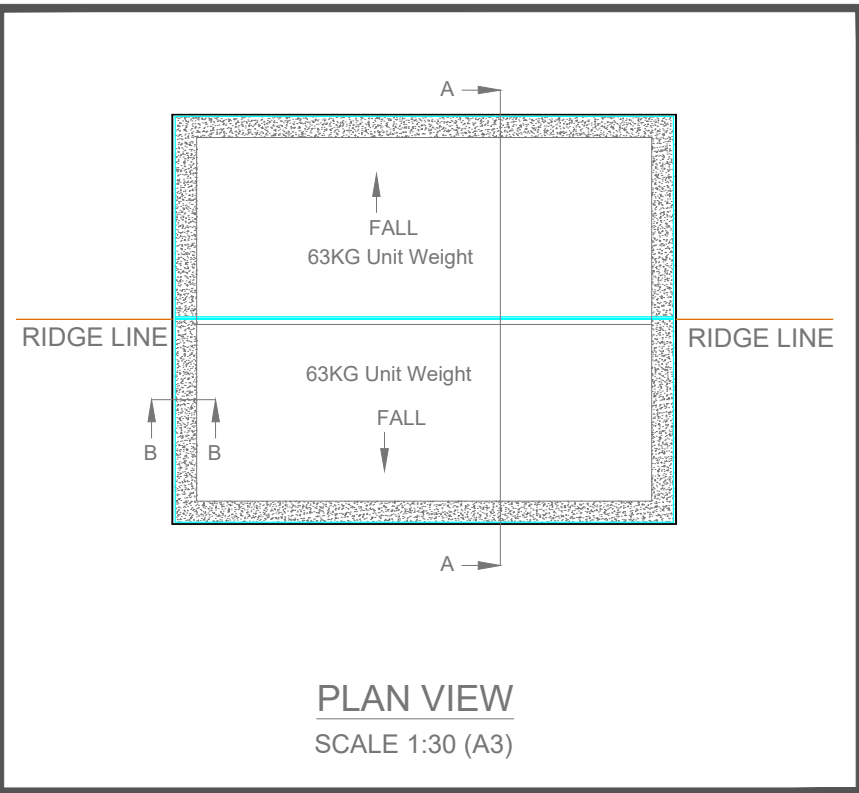 A
FALL
63KG Unit Weight
RIDGE LINE
RIDGE LINE
63KG Unit Weight
FALL
B
B
A
PLAN VIEW
SCALE 1:30 (A3)